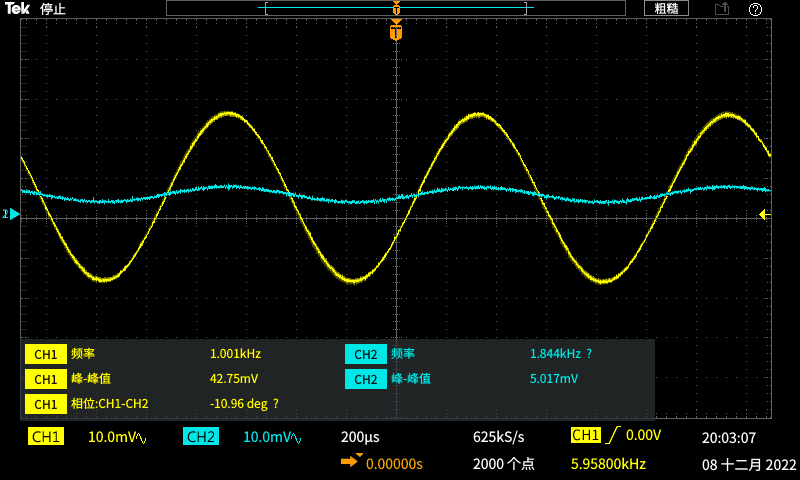 Tek 停止 T 粗糙 ?
T
CH1 频率 1.001kHz CH2 频率 1.844kHz ?
CH1 峰-峰值 42.75mV CH2 峰-峰值 5.017mV
CH1 相位:CH1-CH2 -10.96 deg ?
CH1 10.0mV CH2 10.0mV 200µs 625kS/s CH1 0.00V 20:03:07
0.00000s 2000 个点 5.95800kHz 08 十二月 2022